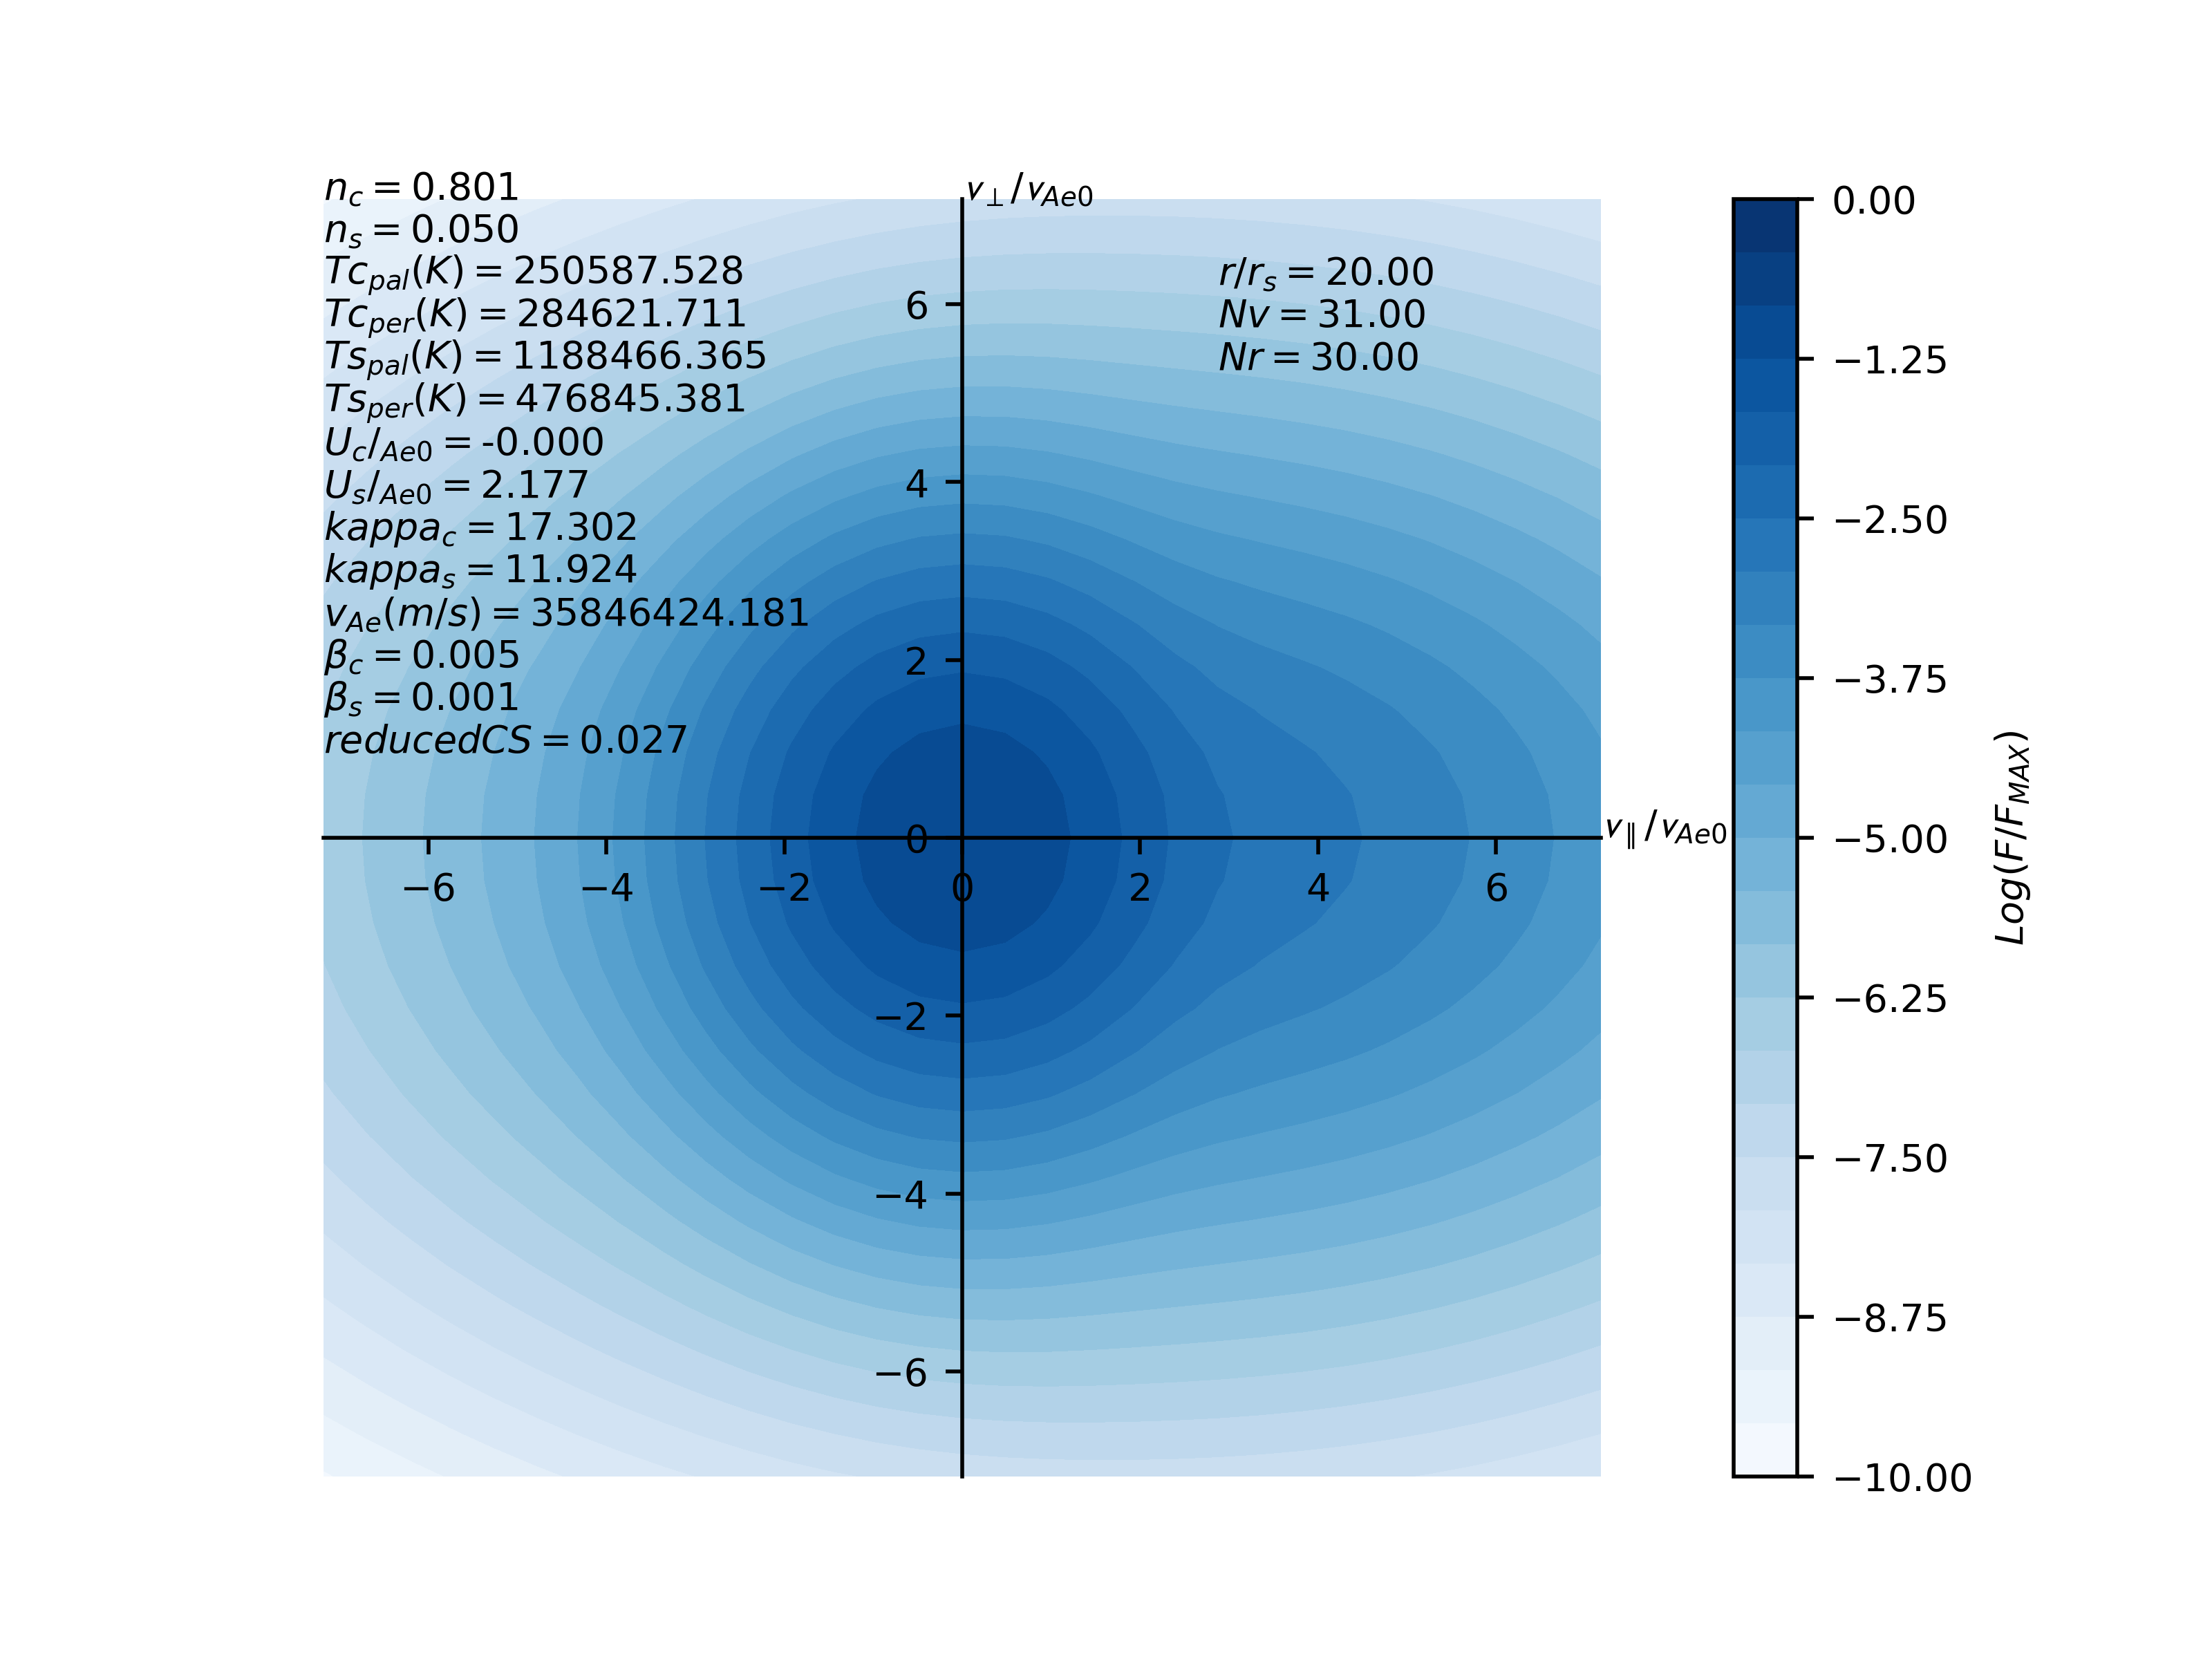 n_c = 0.801
n_s = 0.050
Tc_pal(K) = 250587.528
Tc_per(K) = 284621.711
Ts_pal(K) = 1188466.365
Ts_per(K) = 476845.381
U_c/_Ae0 = -0.000
U_s/_Ae0 = 2.177
kappa_c = 17.302
kappa_s = 11.924
v_Ae(m/s) = 35846424.181
β_c = 0.005
β_s = 0.001
reducedCS = 0.027
v_⊥/v_Ae0
r/r_s = 20.00
Nv = 31.00
Nr = 30.00
6
4
2
0
−2
−4
−6
−6 −4 −2 0 2 4 6
v_∥/v_Ae0
0.00
−1.25
−2.50
−3.75
−5.00
−6.25
−7.50
−8.75
−10.00
Log(F/F_MAX)